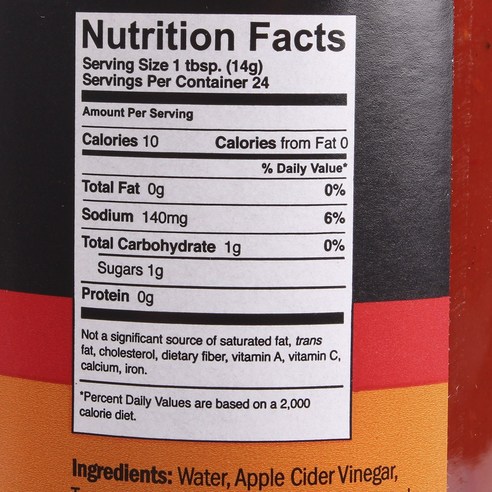 Nutrition Facts
Serving Size 1 tbsp. (14g)
Servings Per Container 24
Amount Per Serving
Calories 10 Calories from Fat 0
% Daily Value*
Total Fat 0g 0%
Sodium 140mg 6%
Total Carbohydrate 1g 0%
Sugars 1g
Protein 0g
Not a significant source of saturated fat, trans
fat, cholesterol, dietary fiber, vitamin A, vitamin C,
calcium, iron.
*Percent Daily Values are based on a 2,000
calorie diet.
Ingredients: Water, Apple Cider Vinegar,